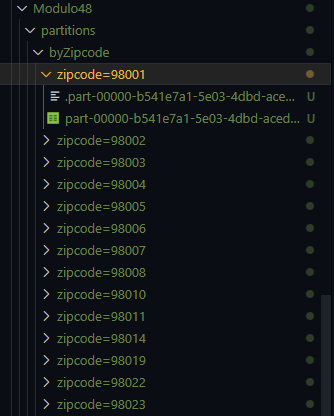 Modulo48
partitions
byZipcode
zipcode=98001
.part-00000-b541e7a1-5e03-4dbd-aced... U
part-00000-b541e7a1-5e03-4dbd-aced... U
zipcode=98002
zipcode=98003
zipcode=98004
zipcode=98005
zipcode=98006
zipcode=98007
zipcode=98008
zipcode=98010
zipcode=98011
zipcode=98014
zipcode=98019
zipcode=98022
zipcode=98023